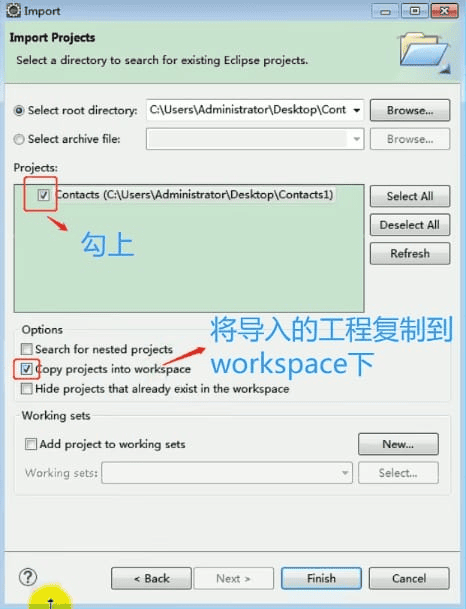 Import
Import Projects
Select a directory to search for existing Eclipse projects.
Select root directory: C:\Users\Administrator\Desktop\Cont Browse...
Select archive file: Browse...
Projects:
Contacts (C:\Users\Administrator\Desktop\Contacts1)
Select All
勾上
Deselect All
Refresh
Options
将导入的工程复制到
workspace下
Search for nested projects
Copy projects into workspace
Hide projects that already exist in the workspace
Working sets
Add project to working sets New...
Working sets: Select...
? < Back Next > Finish Cancel